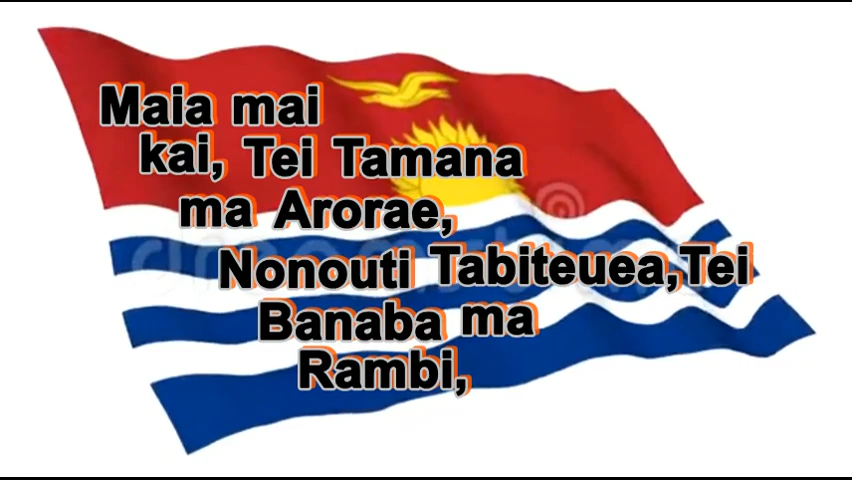 Maia mai
kai, Tei Tamana
ma Arorae,
Nonouti Tabiteuea,Tei
Banaba ma
Rambi,